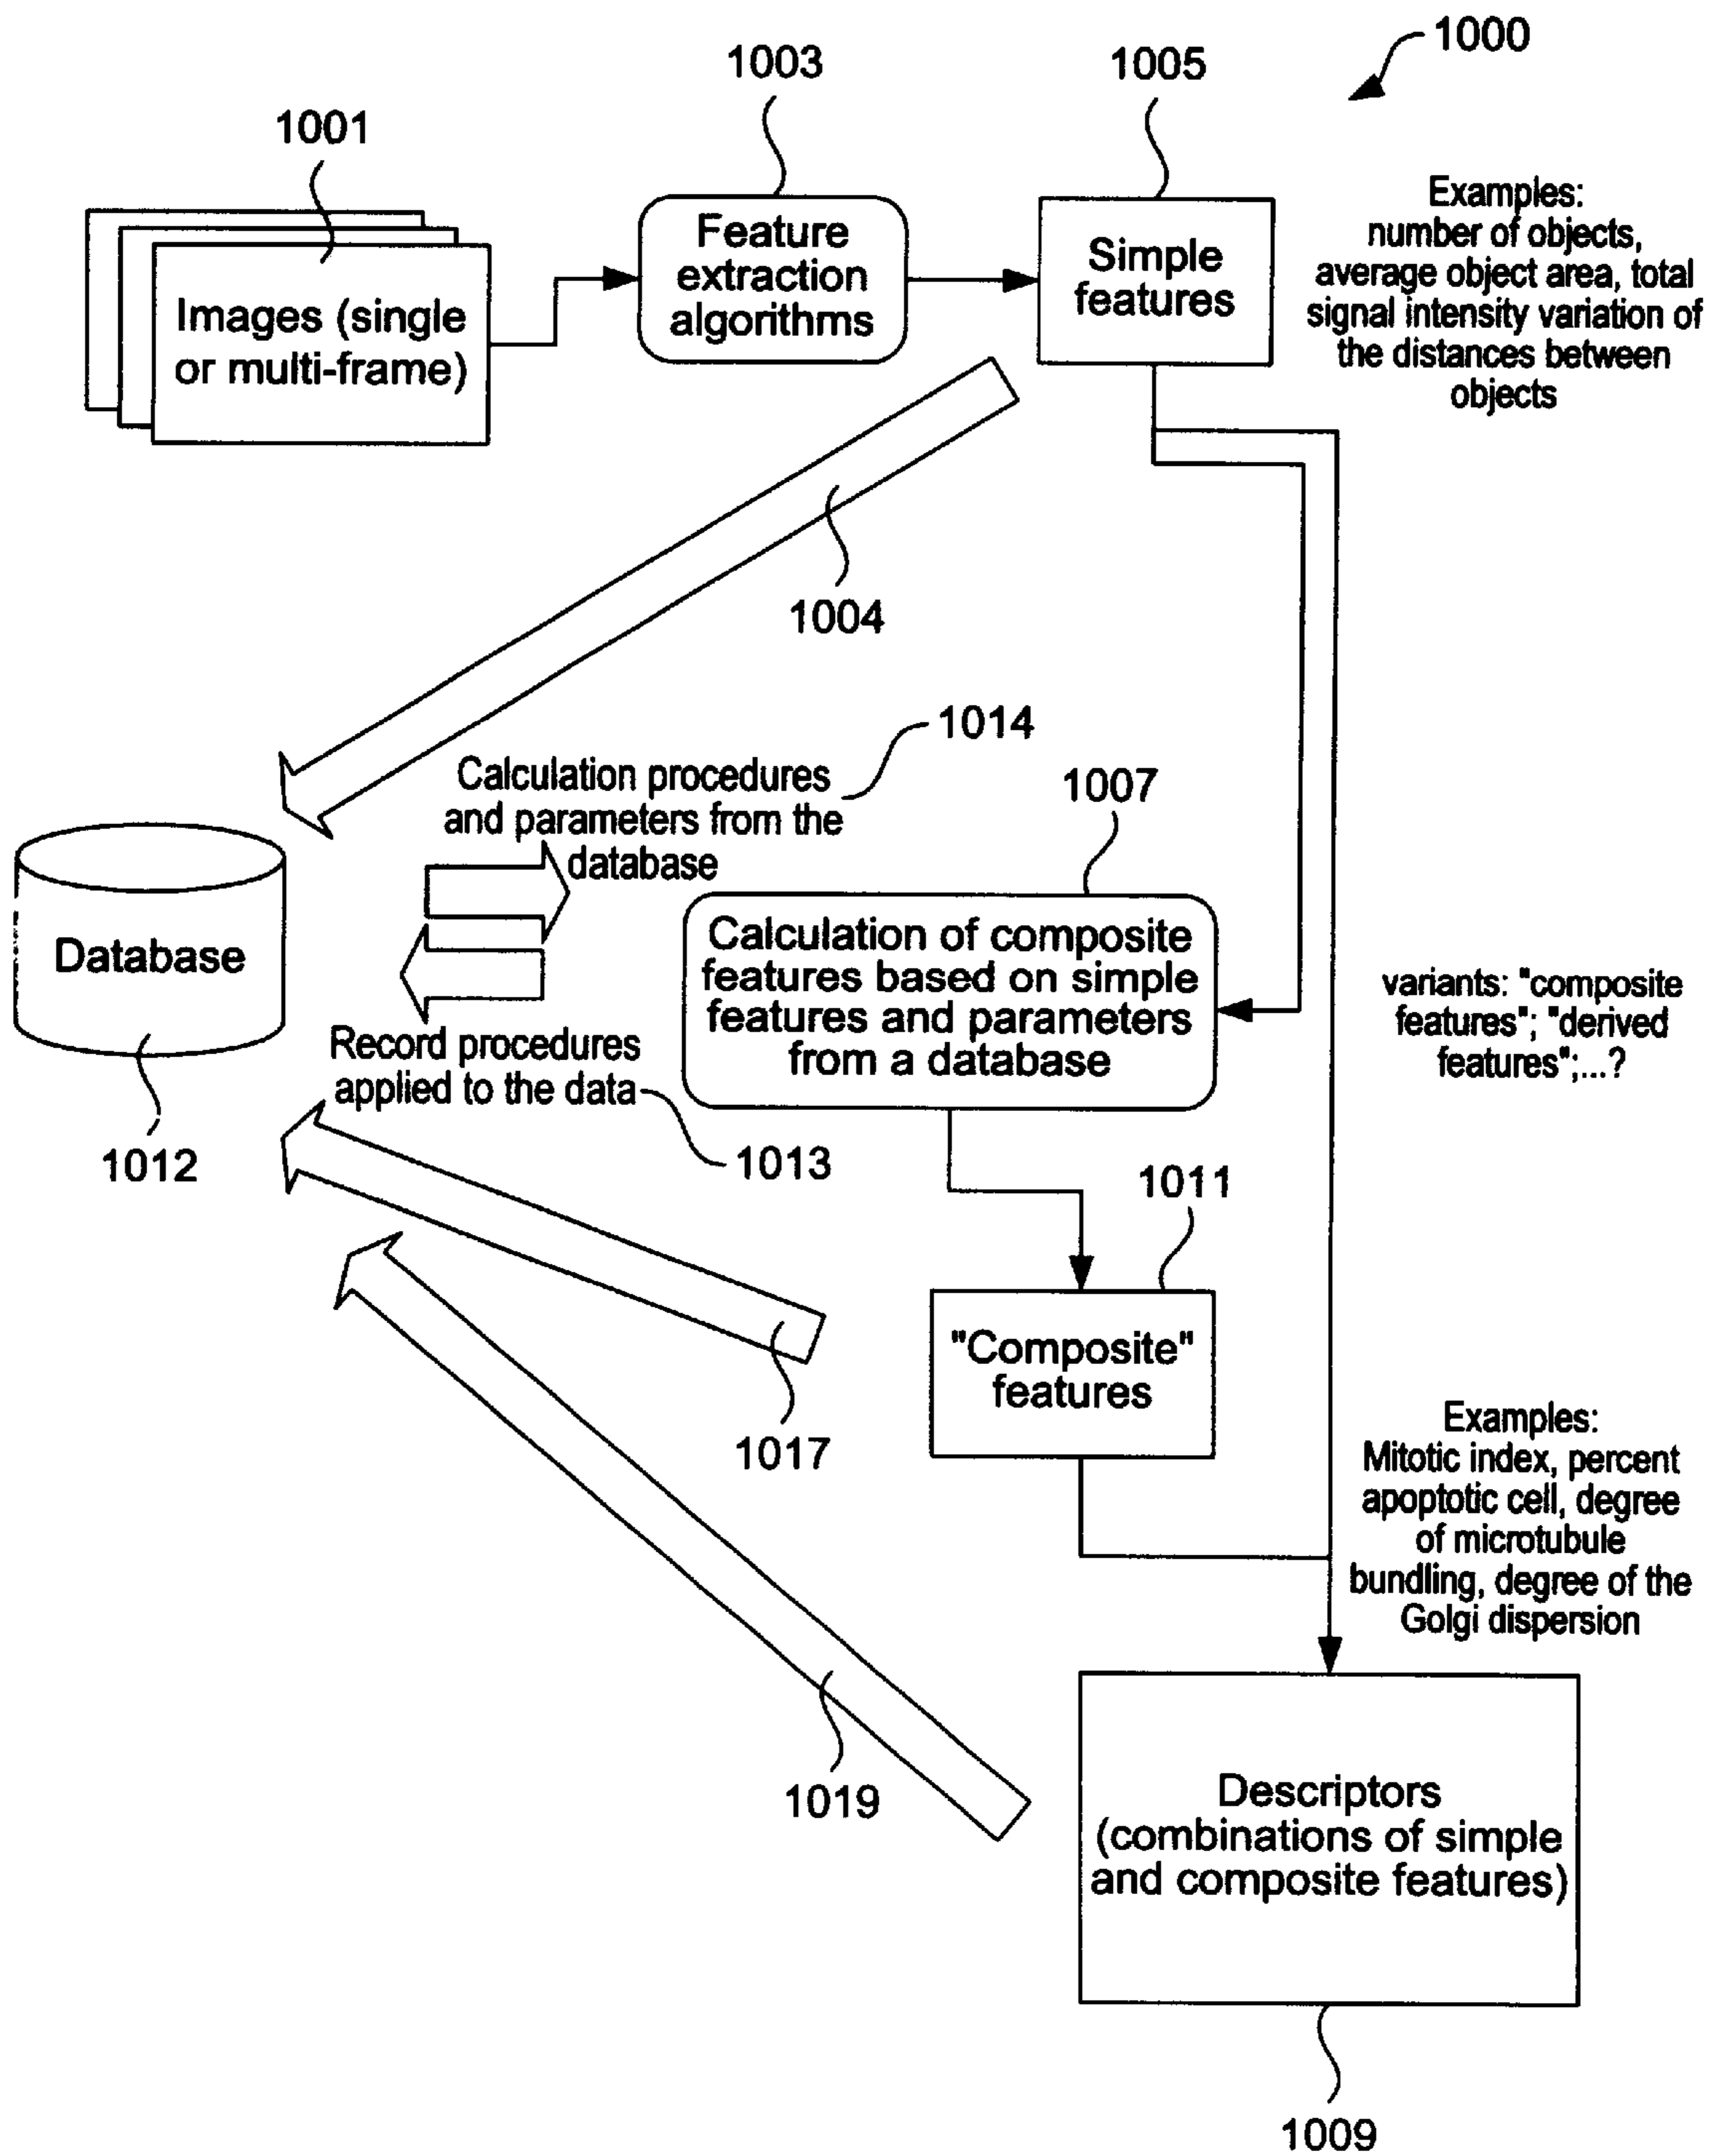 1000
1003
1005
1001
Examples:
number of objects,
average object area, total
signal intensity variation of
the distances between
objects
Feature
extraction
algorithms
Simple
features
Images (single
or multi-frame)
1004
1014
Calculation procedures
and parameters from the
database
1007
Database
Calculation of composite
features based on simple
features and parameters
from a database
variants: "composite
features"; "derived
features";...?
Record procedures
applied to the data
1012
1013
1011
"Composite"
features
1017
Examples:
Mitotic index, percent
apoptotic cell, degree
of microtubule
bundling, degree of the
Golgi dispersion
1019
Descriptors
(combinations of simple
and composite features)
1009